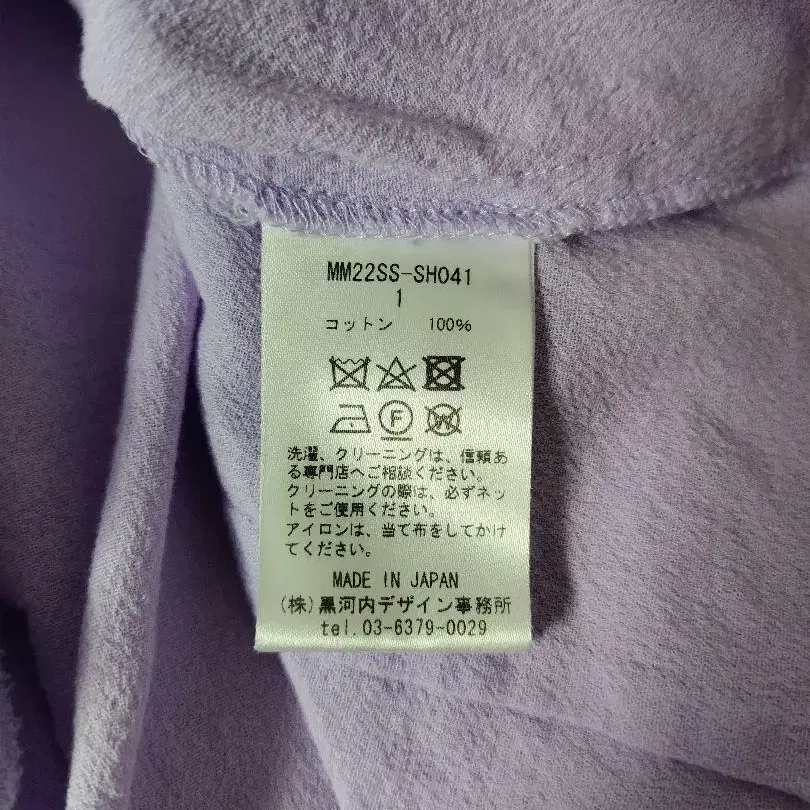 MM22SS-SH041
1
コットン 100%
F
W
洗濯、クリーニングは、信頼あ
る専門店へご相談ください。
クリーニングの際は、必ずネッ
トをご使用ください。
アイロンは、当て布をしてかけ
てください。
MADE IN JAPAN
(株)黒河内デザイン事務所
tel.03-6379-0029